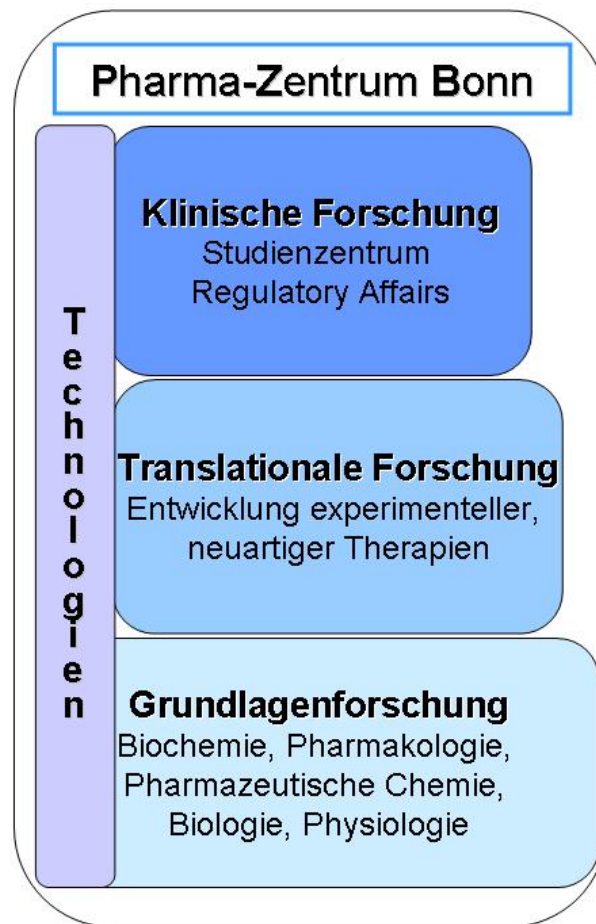 Pharma-Zentrum Bonn
Technologien
Klinische Forschung
Studienzentrum
Regulatory Affairs
Translationale Forschung
Entwicklung experimenteller,
neuartiger Therapien
Grundlagenforschung
Biochemie, Pharmakologie,
Pharmazeutische Chemie,
Biologie, Physiologie